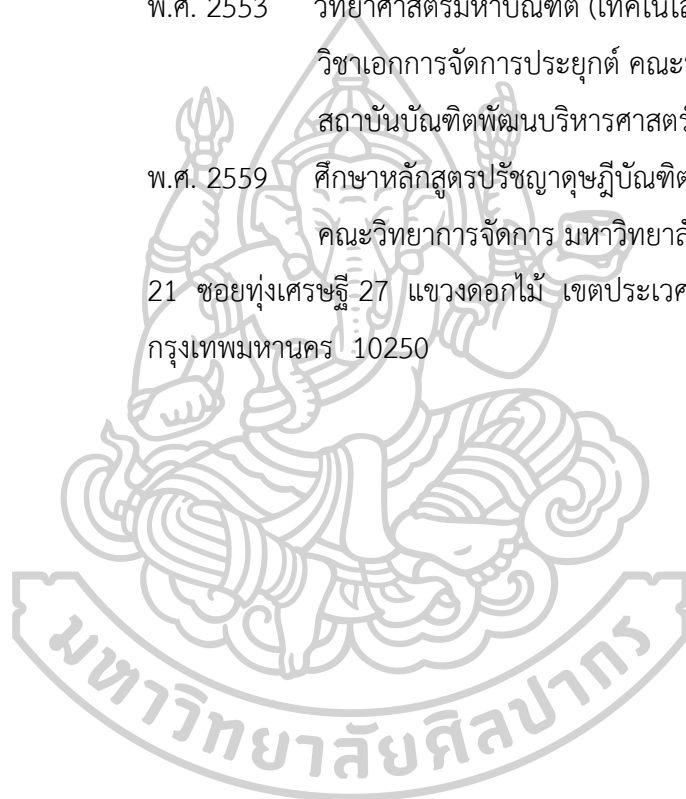 พ.ศ. 2553 วิทยาศาสตรมหาบัณฑิต
วิชาเอกการจัดการประยุกต์
สถาบันบัณฑิตพัฒนบริหารศาสตร์
พ.ศ. 2559 ศึกษาหลักสูตรปรัชญาดุษฎีบัณฑิต
คณะวิทยาการจัดการ
21 ซอยทุ่งเศรษฐี 27 แขวงดอกไม้ เขตประเวศ
กรุงเทพมหานคร 10250
มหาวิทยาลัยศิลปากร